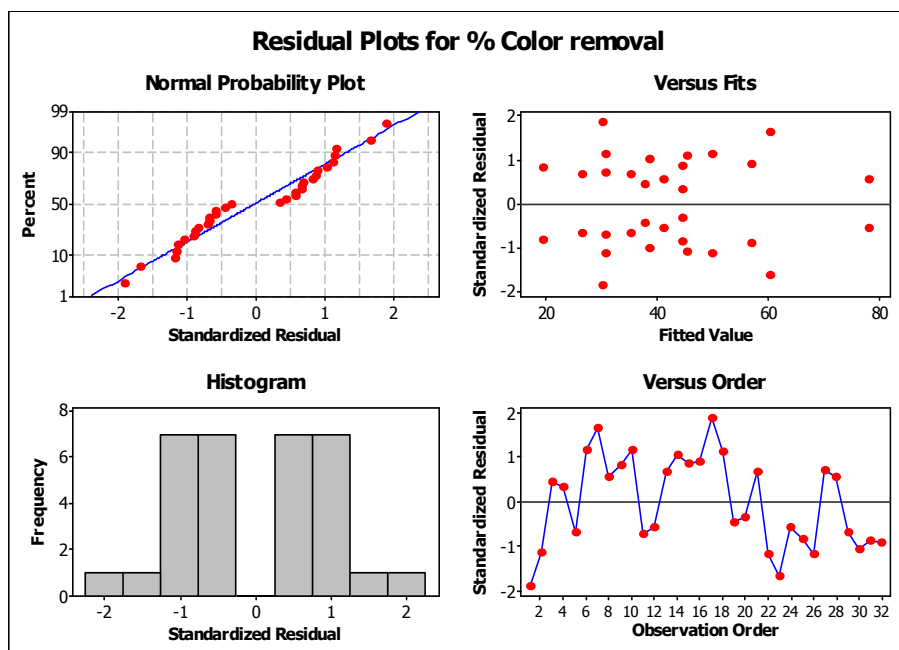 Residual Plots for % Color removal
Normal Probability Plot
Percent
99
90
50
10
1
-2 -1 0 1 2
Standardized Residual
Versus Fits
Standardized Residual
2
1
0
-1
-2
20 40 60 80
Fitted Value
Histogram
Frequency
8
6
4
2
0
-2 -1 0 1 2
Standardized Residual
Versus Order
Standardized Residual
2
1
0
-1
-2
2 4 6 8 10 12 14 16 18 20 22 24 26 28 30 32
Observation Order